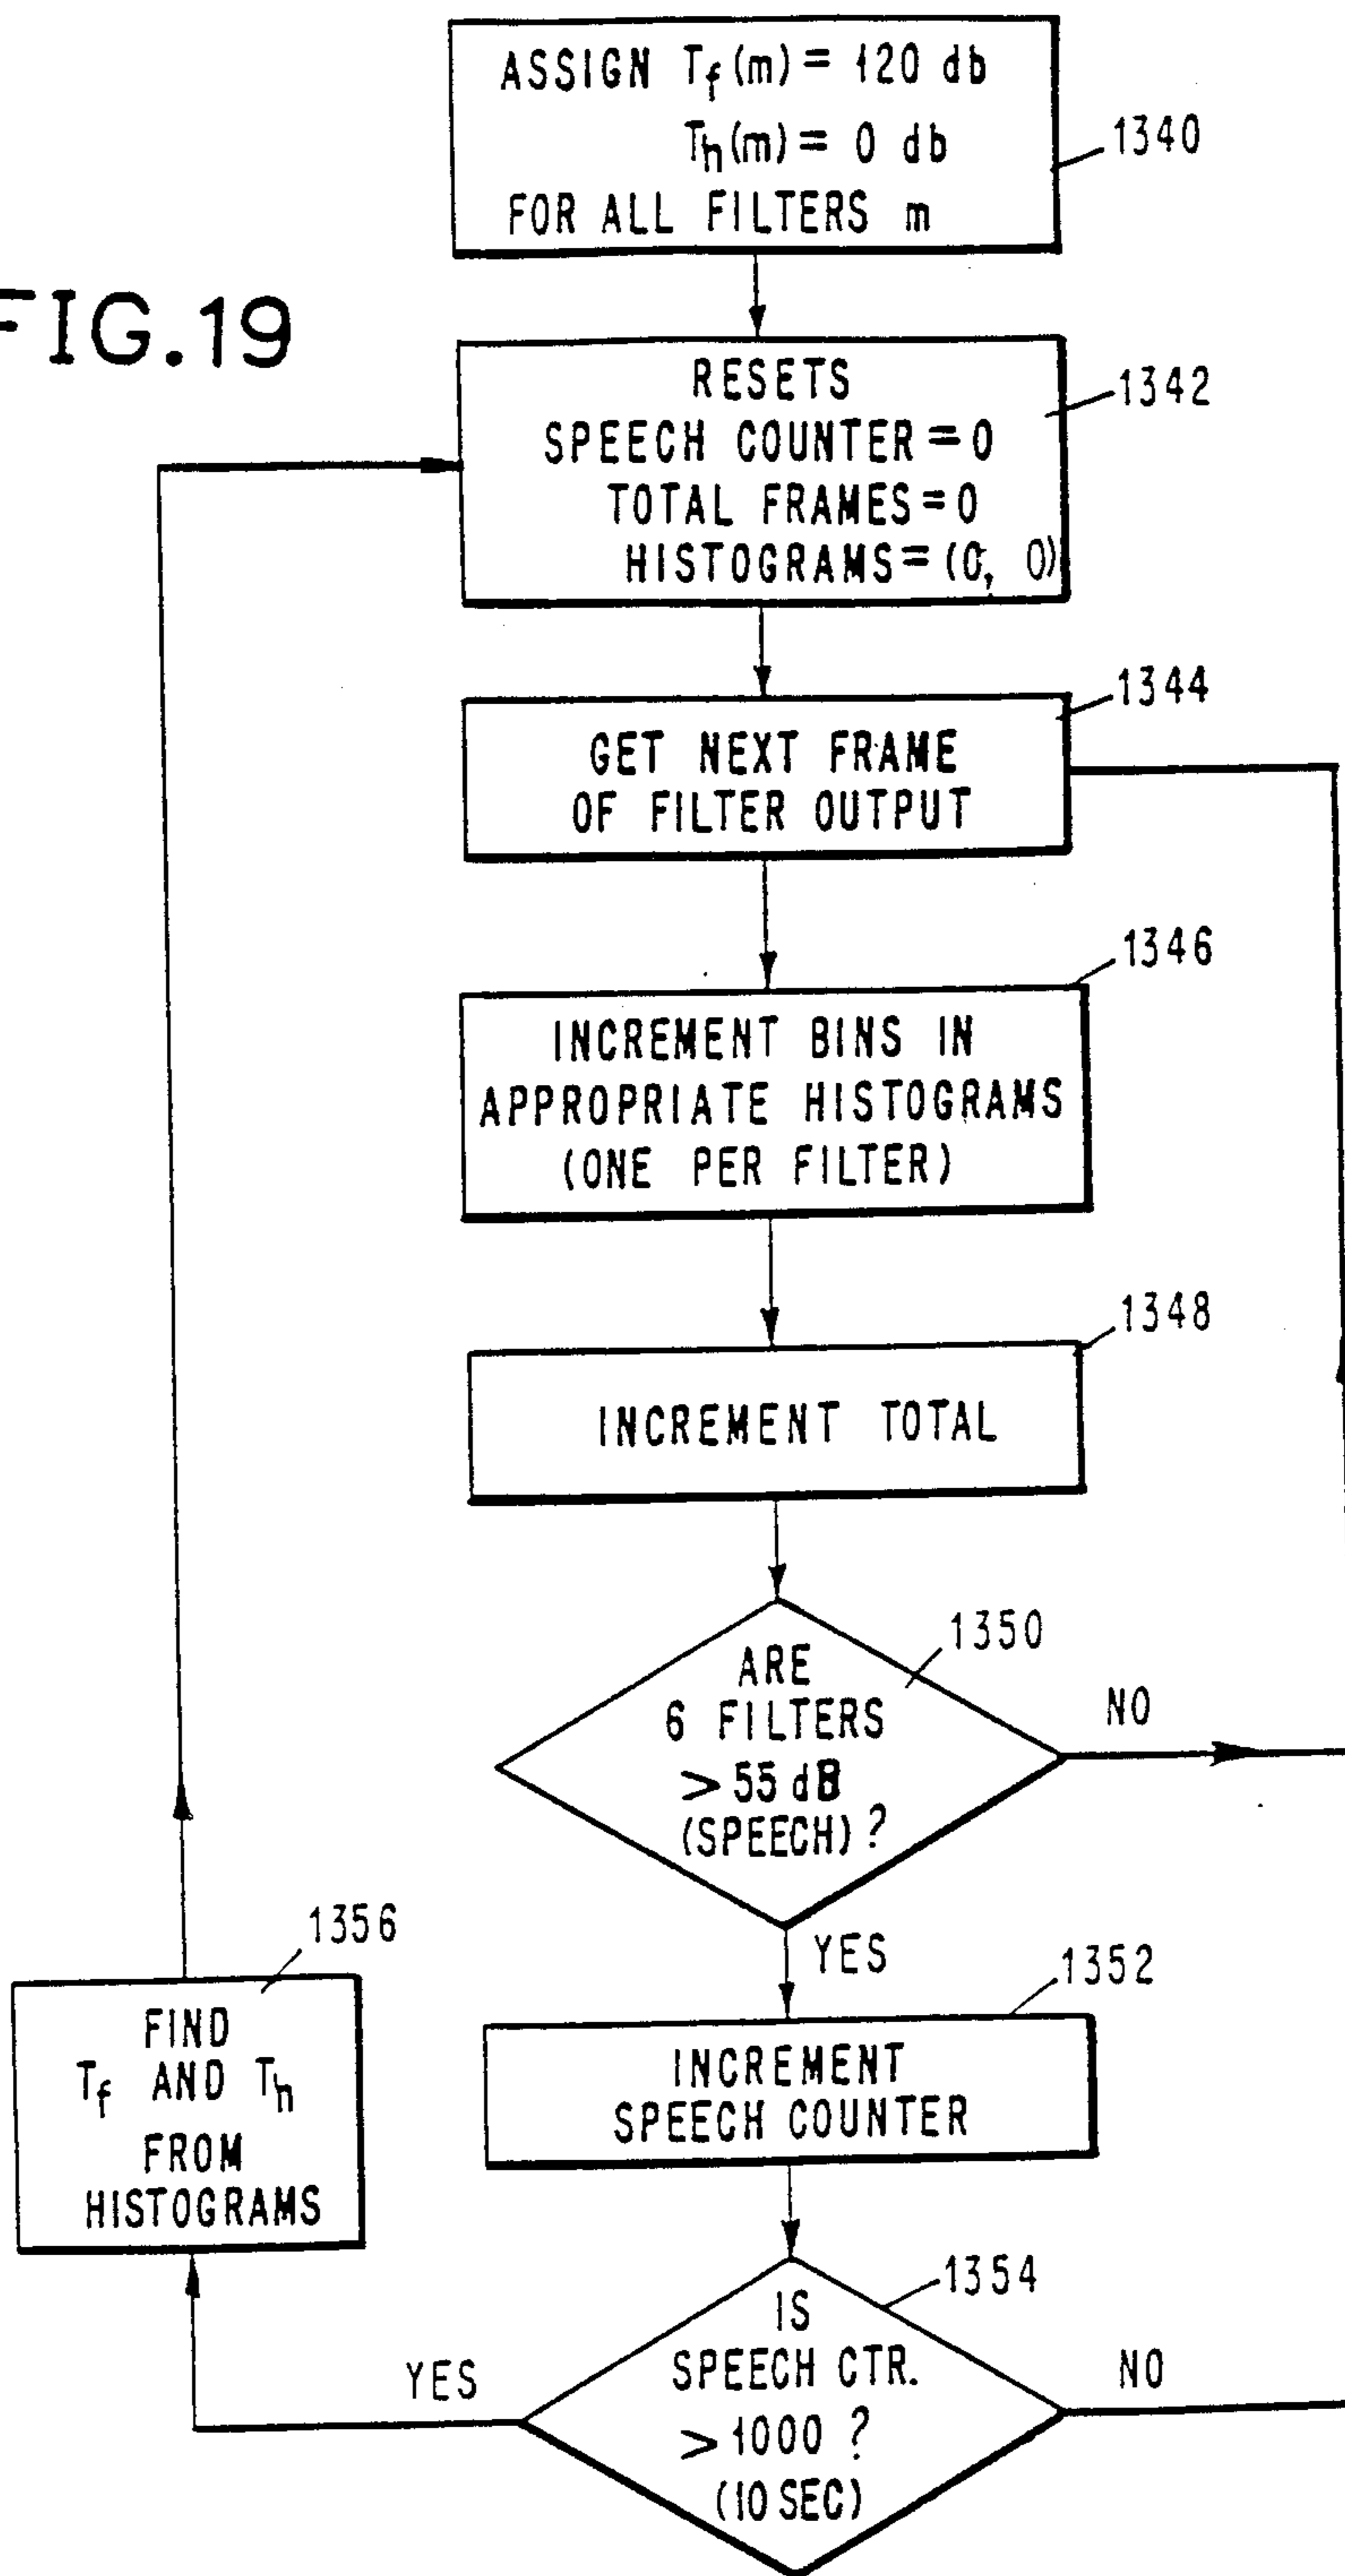 ASSIGN Tf(m) = 120 db
Th(m) = 0 db
FOR ALL FILTERS m
1340
FIG.19
RESETS
SPEECH COUNTER = 0
TOTAL FRAMES = 0
HISTOGRAMS = (0, 0)
1342
1344
GET NEXT FRAME
OF FILTER OUTPUT
1346
INCREMENT BINS IN
APPROPRIATE HISTOGRAMS
(ONE PER FILTER)
1348
INCREMENT TOTAL
1350
ARE
6 FILTERS
> 55 dB
(SPEECH) ?
NO
YES
1352
INCREMENT
SPEECH COUNTER
1356
FIND
Tf AND Th
FROM
HISTOGRAMS
1354
IS
SPEECH CTR.
> 1000 ?
(10 SEC)
YES
NO